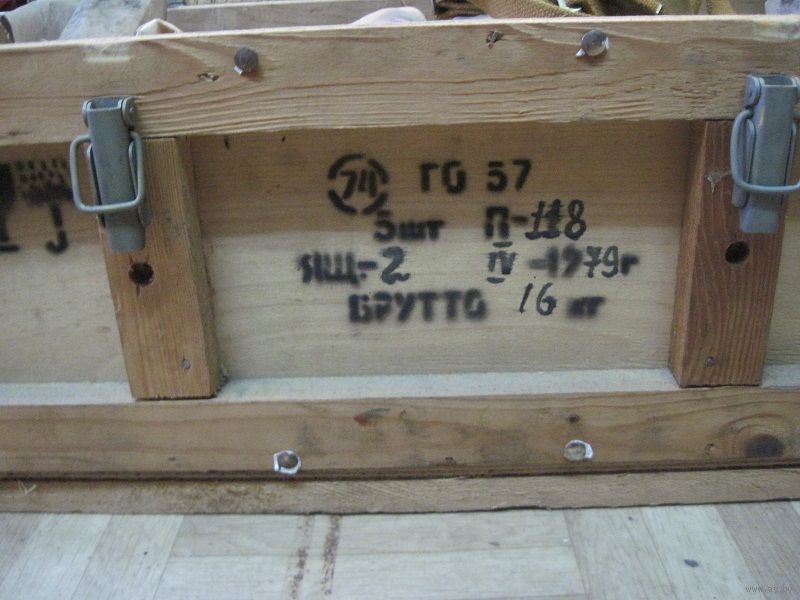 74 ГО 57
5шт П-118
ЯЩ-2 IV-1979г
БРУТТО 16 кг